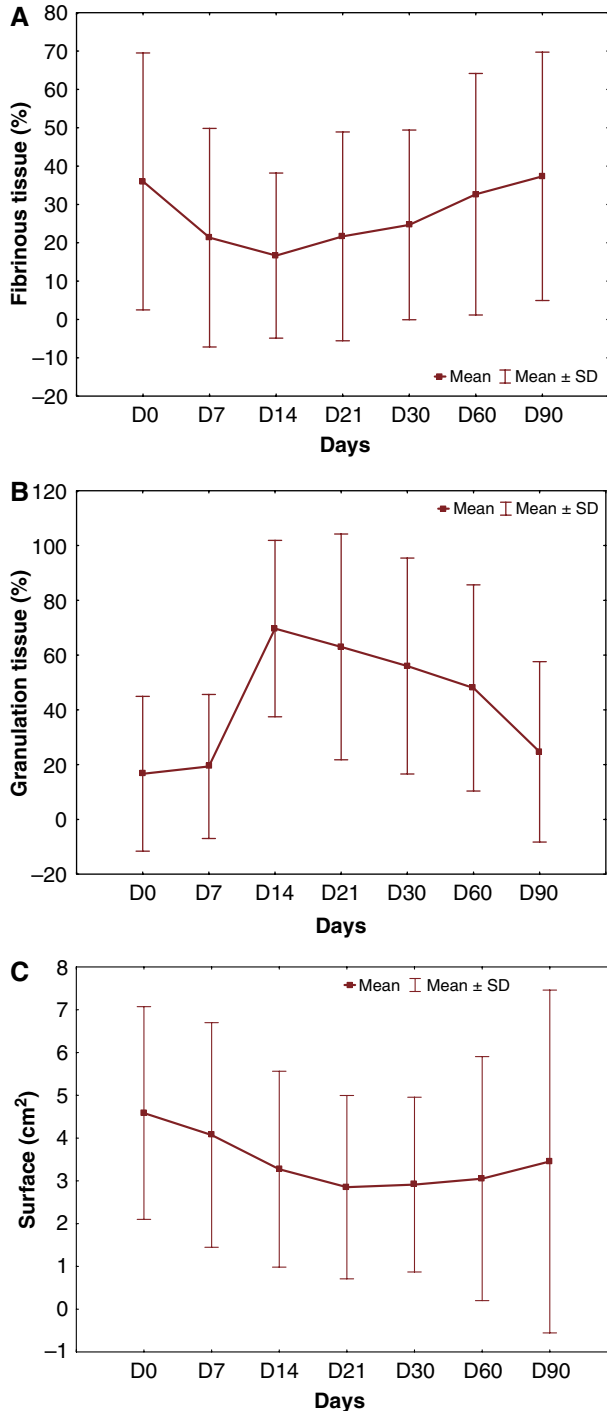 A
80
70
60
50
40
30
20
10
0
–10
–20
Fibrinous tissue (%)
Mean Mean ± SD
D0 D7 D14 D21 D30 D60 D90
Days
B
120
100
80
60
40
20
0
–20
Granulation tissue (%)
Mean Mean ± SD
D0 D7 D14 D21 D30 D60 D90
Days
C
8
7
6
5
4
3
2
1
0
–1
Surface (cm²)
Mean Mean ± SD
D0 D7 D14 D21 D30 D60 D90
Days